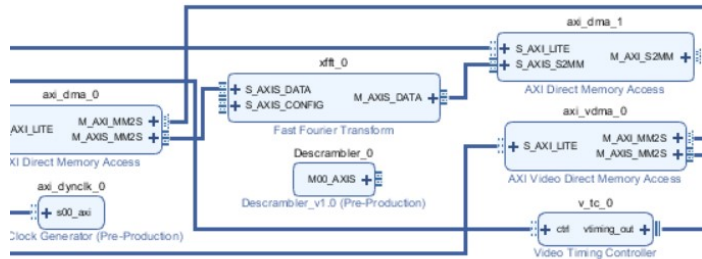 axi_dma_1
S_AXI_LITE
S_AXIS_S2MM
M_AXI_S2MM
AXI Direct Memory Access
xfft_0
S_AXIS_DATA
S_AXIS_CONFIG
M_AXIS_DATA
Fast Fourier Transform
axi_dma_0
AXI_LITE
M_AXI_MM2S
M_AXIS_MM2S
XI Direct Memory Access
axi_vdma_0
S_AXI_LITE
M_AXI_MM2S
M_AXIS_MM2S
AXI Video Direct Memory Access
Descrambler_0
M00_AXIS
Descrambler_v1.0 (Pre-Production)
axi_dynclk_0
s00_axi
Clock Generator (Pre-Production)
v_tc_0
ctrl vtiming_out
Video Timing Controller